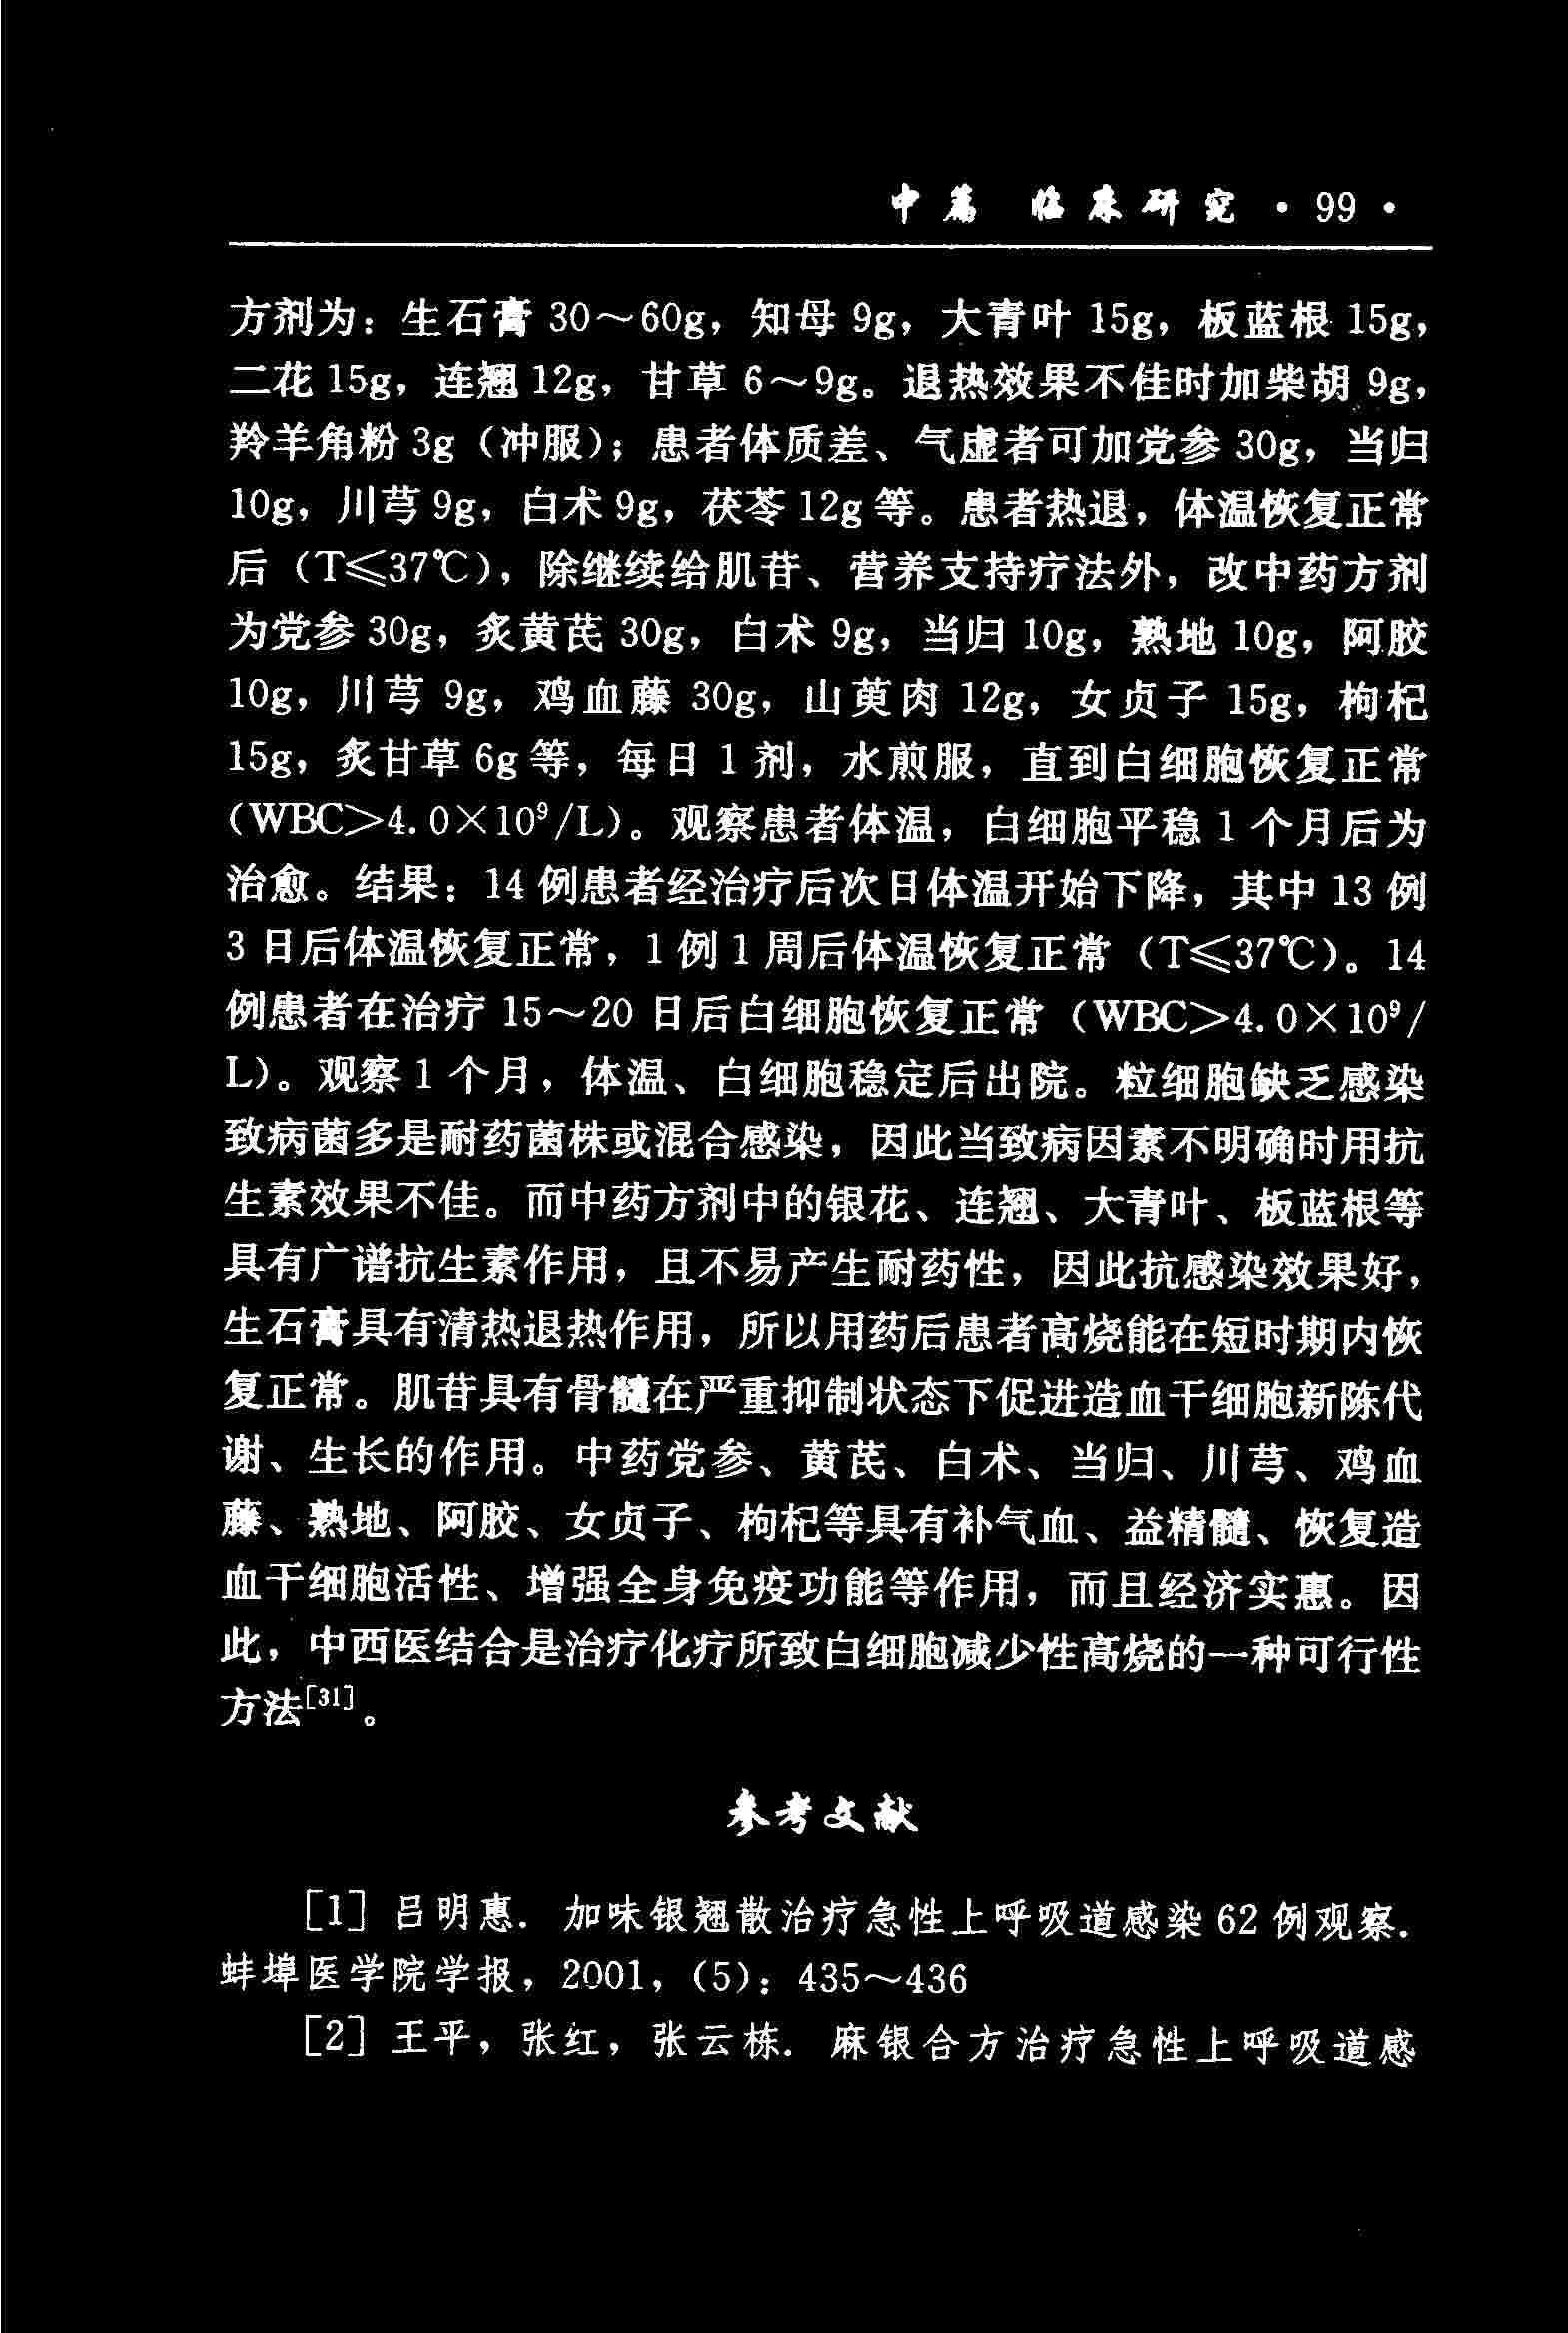 中篇 临床研究 · 99 ·
方剂为：生石膏 30～60g，知母 9g，大青叶 15g，板蓝根 15g，
二花 15g，连翘 12g，甘草 6～9g。退热效果不佳时加柴胡 9g，
羚羊角粉 3g（冲服）；患者体质差、气虚者可加党参 30g，当归
10g，川芎 9g，白术 9g，茯苓 12g 等。患者热退，体温恢复正常
后（T≤37℃），除继续给肌苷、营养支持疗法外，改中药方剂
为党参 30g，炙黄芪 30g，白术 9g，当归 10g，熟地 10g，阿胶
10g，川芎 9g，鸡血藤 30g，山萸肉 12g，女贞子 15g，枸杞
15g，炙甘草 6g 等，每日 1 剂，水煎服，直到白细胞恢复正常
（WBC＞4.0×10⁹/L）。观察患者体温，白细胞平稳 1 个月后为
治愈。结果：14 例患者经治疗后次日体温开始下降，其中 13 例
3 日后体温恢复正常，1 例 1 周后体温恢复正常（T≤37℃）。14
例患者在治疗 15～20 日后白细胞恢复正常（WBC＞4.0×10⁹/
L）。观察 1 个月，体温、白细胞稳定后出院。粒细胞缺乏感染
致病菌多是耐药菌株或混合感染，因此当致病因素不明确时用抗
生素效果不佳。而中药方剂中的银花、连翘、大青叶、板蓝根等
具有广谱抗生素作用，且不易产生耐药性，因此抗感染效果好，
生石膏具有清热退热作用，所以用药后患者高烧能在短时期内恢
复正常。肌苷具有骨髓在严重抑制状态下促进造血干细胞新陈代
谢、生长的作用。中药党参、黄芪、白术、当归、川芎、鸡血
藤、熟地、阿胶、女贞子、枸杞等具有补气血、益精髓、恢复造
血干细胞活性、增强全身免疫功能等作用，而且经济实惠。因
此，中西医结合是治疗化疗所致白细胞减少性高烧的一种可行性
方法[31]。
参考文献
［1］吕明惠．加味银翘散治疗急性上呼吸道感染 62 例观察．
蚌埠医学院学报，2001，（5）：435～436
［2］王平，张红，张云栋．麻银合方治疗急性上呼吸道感